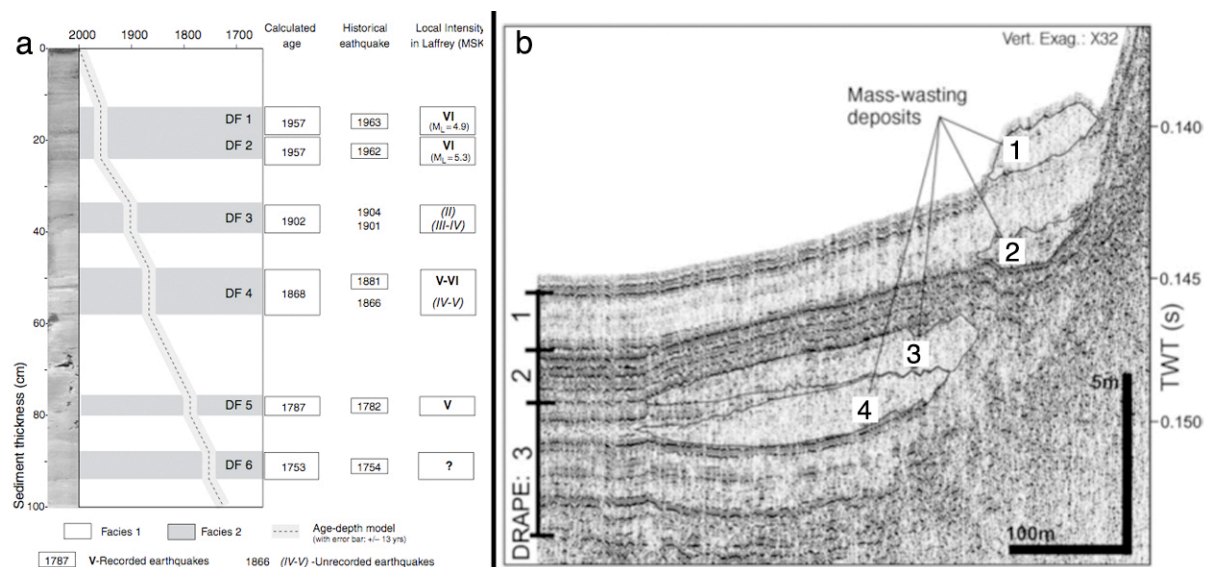 a
2000 1900 1800 1700
Calculated
age
Historical
eathquake
Local Intensity
in Laffrey (MSK
0
20
40
60
80
100
Sediment thickness (cm)
DF 1 1957 1963 VI
(ML=4.9)
DF 2 1957 1962 VI
(ML=5.3)
DF 3 1902 1904 (II)
1901 (III-IV)
DF 4 1868 1881 V-VI
1866 (IV-V)
DF 5 1787 1782 V
DF 6 1753 1754 ?
Facies 1 Facies 2 Age-depth model
(with error bar: +/– 13 yrs)
1787 V-Recorded earthquakes 1866 (IV-V) -Unrecorded earthquakes
b
Vert. Exag.: X32
Mass-wasting
deposits
1
2
3
4
0.140
0.145
0.150
TWT (s)
5m
100m
DRAPE: 3 2 1